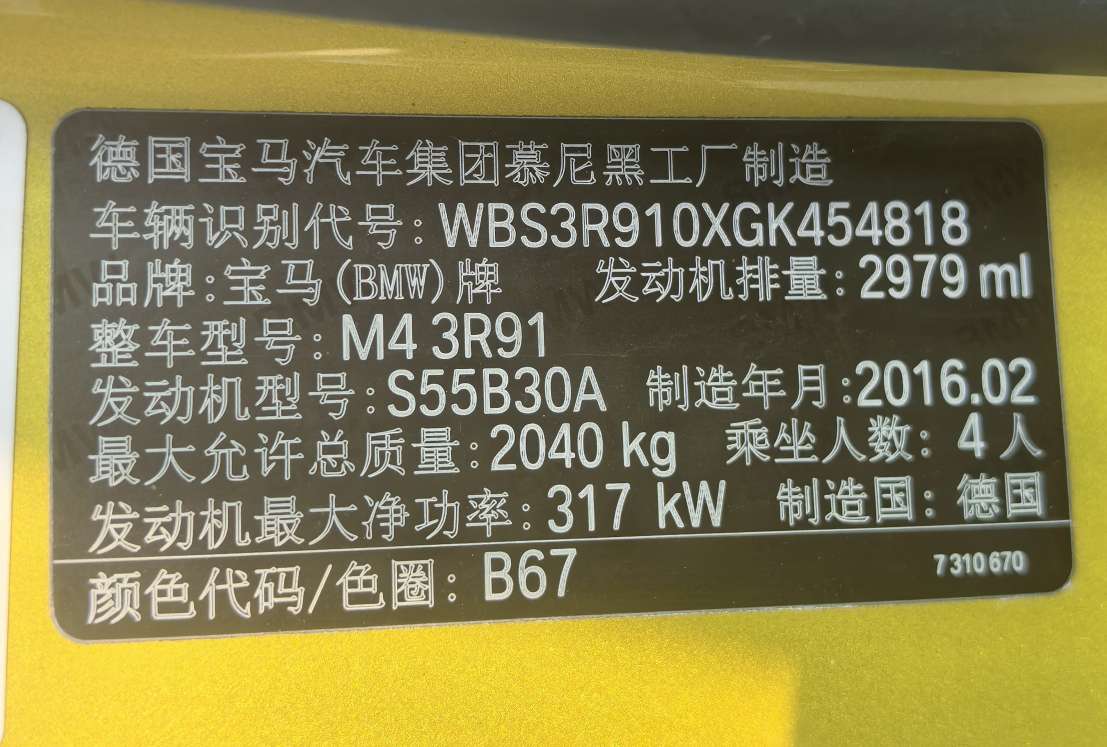 德国宝马汽车集团慕尼黑工厂制造
车辆识别代号:WBS3R910XGK454818
品牌:宝马(BMW)牌 发动机排量:2979 ml
整车型号:M4 3R91
发动机型号:S55B30A 制造年月:2016.02
最大允许总质量:2040 kg 乘坐人数:4人
发动机最大净功率:317 kW 制造国:德国
颜色代码/色圈:B67 7310670